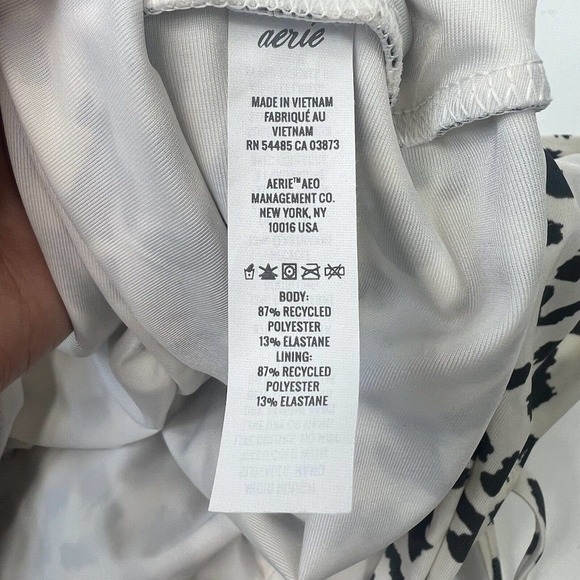 aerie
MADE IN VIETNAM
FABRIQUÉ AU
VIETNAM
RN 54485 CA 03873
AERIE™ AEO
MANAGEMENT CO.
NEW YORK, NY
10016 USA
BODY:
87% RECYCLED
POLYESTER
13% ELASTANE
LINING:
87% RECYCLED
POLYESTER
13% ELASTANE